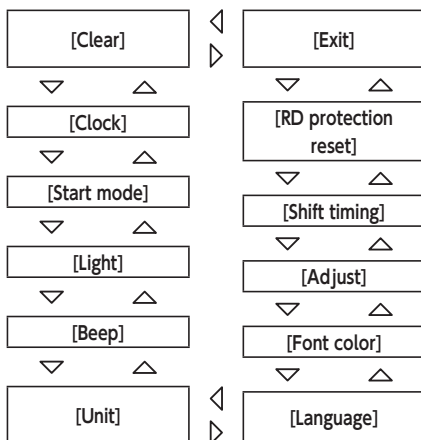 [Clear]
[Exit]
[Clock]
[RD protection
reset]
[Start mode]
[Shift timing]
[Light]
[Adjust]
[Beep]
[Font color]
[Unit]
[Language]